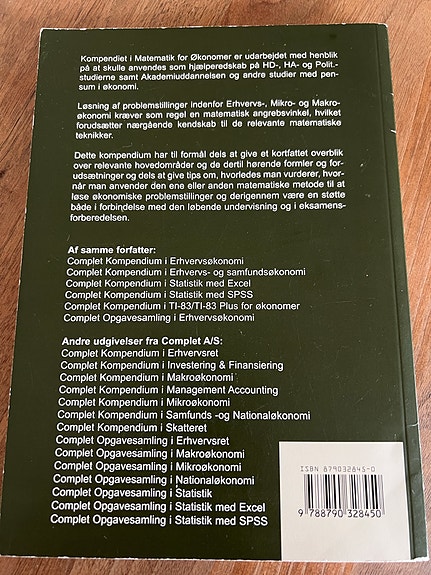 Kompendiet i Matematik for Økonomer er udarbejdet med henblik
på at skulle anvendes som hjælperedskab på HD-, HA- og Polit.-
studierne samt Akademiuddannelsen og andre studier med pen-
sum i økonomi.
Løsning af problemstillinger indenfor Erhvervs-, Mikro- og Makro-
økonomi kræver som regel en matematisk angrebsvinkel, hvilket
forudsætter nærgående kendskab til de relevante matematiske
teknikker.
Dette kompendium har til formål dels at give et kortfattet overblik
over relevante hovedområder og de dertil hørende formler og for-
udsætninger og dels at give tips om, hvorledes man vurderer, hvor-
når man anvender den ene eller anden matematiske metode til at
løse økonomiske problemstillinger og derigennem være en støtte
både i forbindelse med den løbende undervisning og i eksamens-
forberedelsen.
Af samme forfatter:
Complet Kompendium i Erhvervsøkonomi
Complet Kompendium i Erhvervs- og samfundsøkonomi
Complet Kompendium i Statistik med Excel
Complet Kompendium i Statistik med SPSS
Complet Kompendium i TI-83/TI-83 Plus for økonomer
Complet Opgavesamling i Erhvervsøkonomi
Andre udgivelser fra Complet A/S:
Complet Kompendium i Erhvervsret
Complet Kompendium i Investering & Finansiering
Complet Kompendium i Makroøkonomi
Complet Kompendium i Management Accounting
Complet Kompendium i Mikroøkonomi
Complet Kompendium i Samfunds -og Nationaløkonomi
Complet Kompendium i Skatteret
Complet Opgavesamling i Erhvervsret
Complet Opgavesamling i Makroøkonomi
Complet Opgavesamling i Mikroøkonomi
Complet Opgavesamling i Nationaløkonomi
Complet Opgavesamling i Statistik
Complet Opgavesamling i Statistik med Excel
Complet Opgavesamling i Statistik med SPSS
ISBN 879032845-0
9 788790 328450